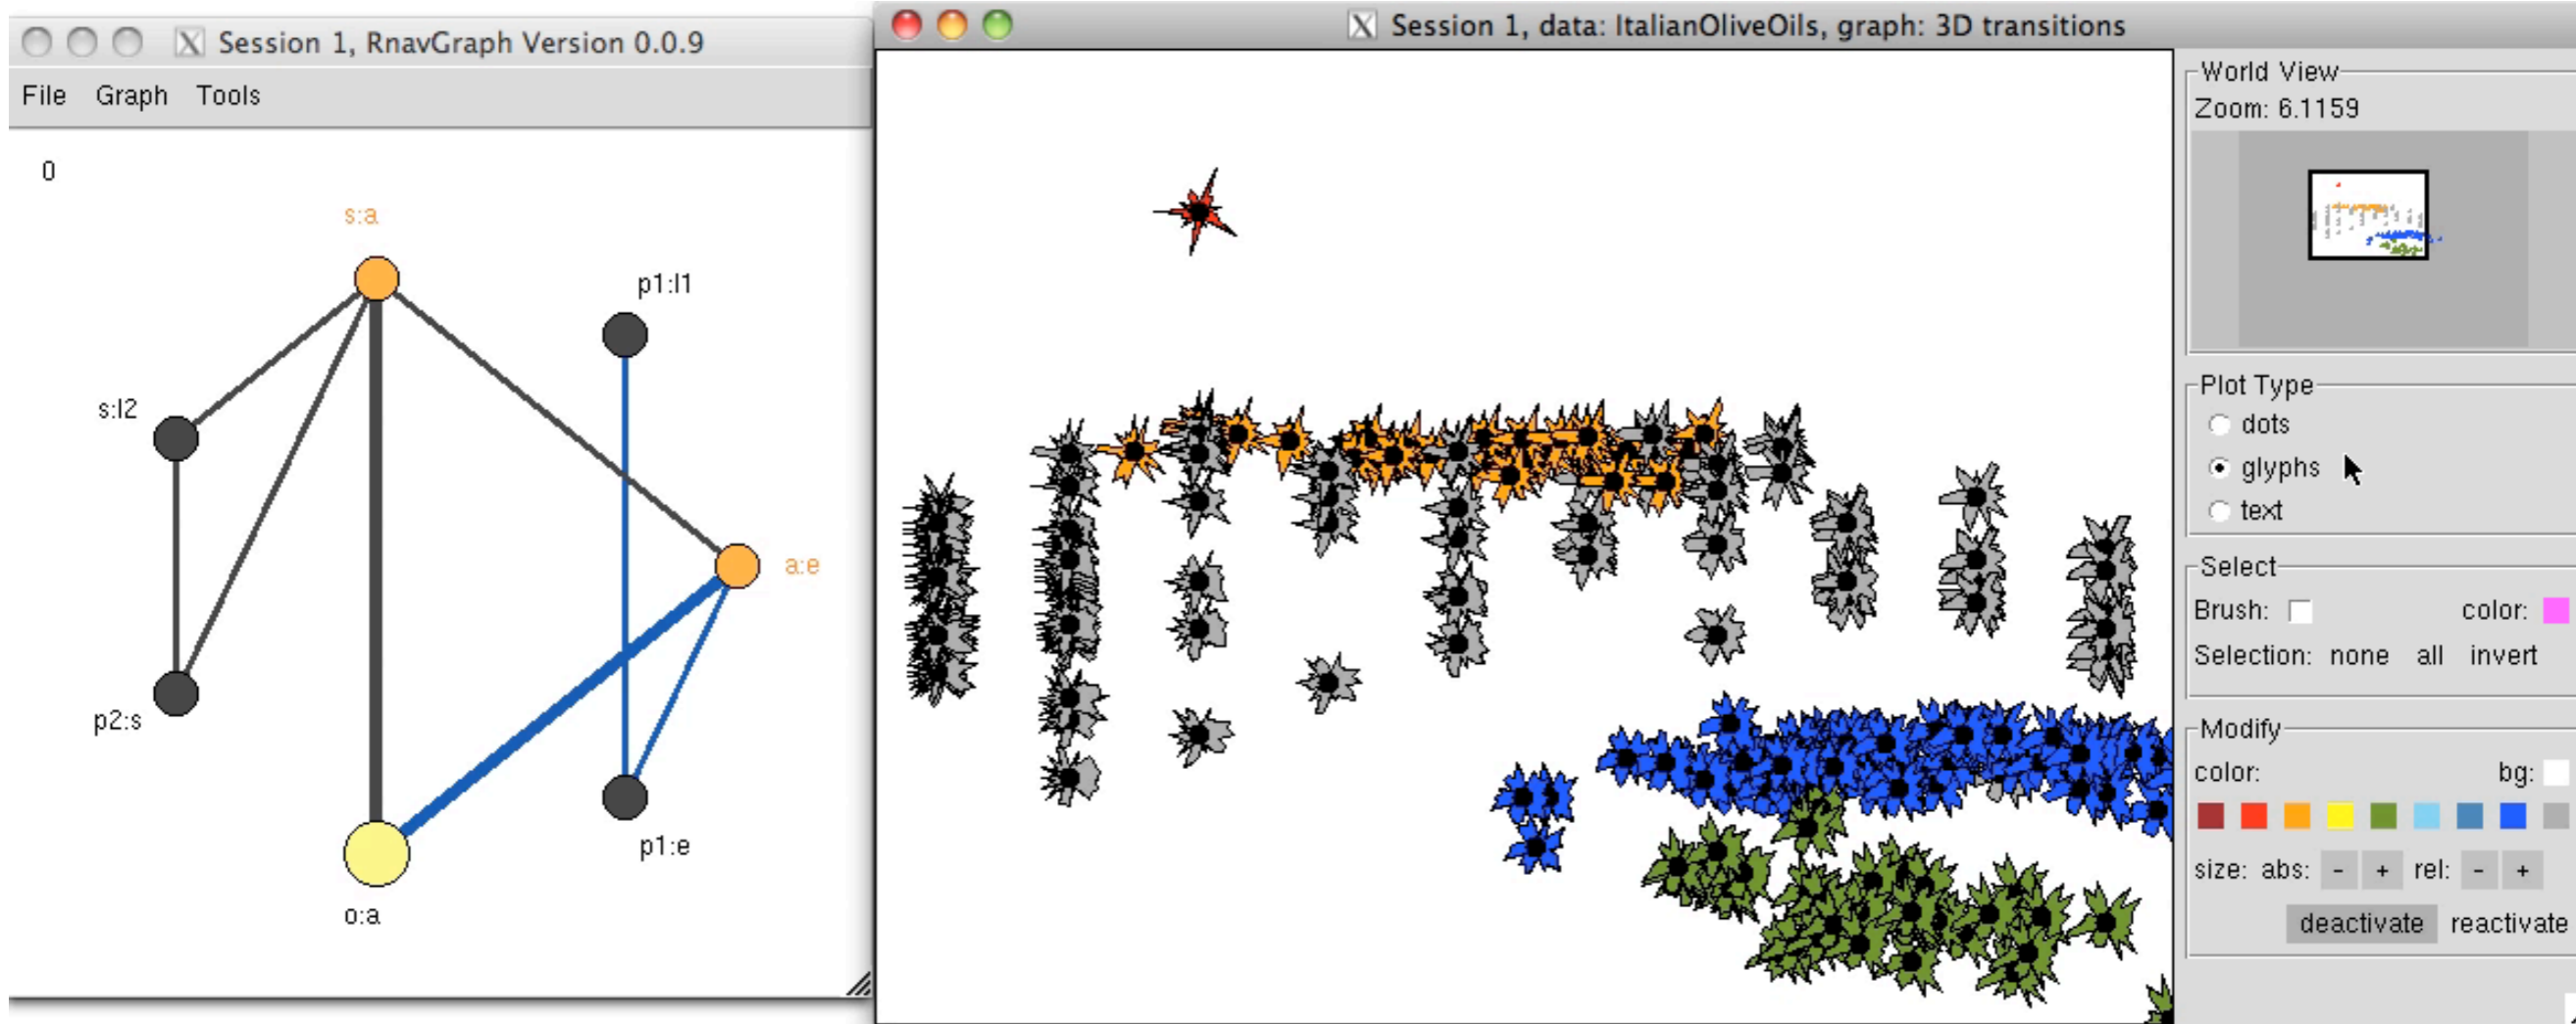 Session 1, RnavGraph Version 0.0.9
File Graph Tools
0
s:a
p1:l1
s:l2
a:e
p2:s
p1:e
o:a
Session 1, data: ItalianOliveOils, graph: 3D transitions
World View
Zoom: 6.1159
Plot Type
dots
glyphs
text
Select
Brush: color:
Selection: none all invert
Modify
color: bg:
size: abs: - + rel: - +
deactivate reactivate